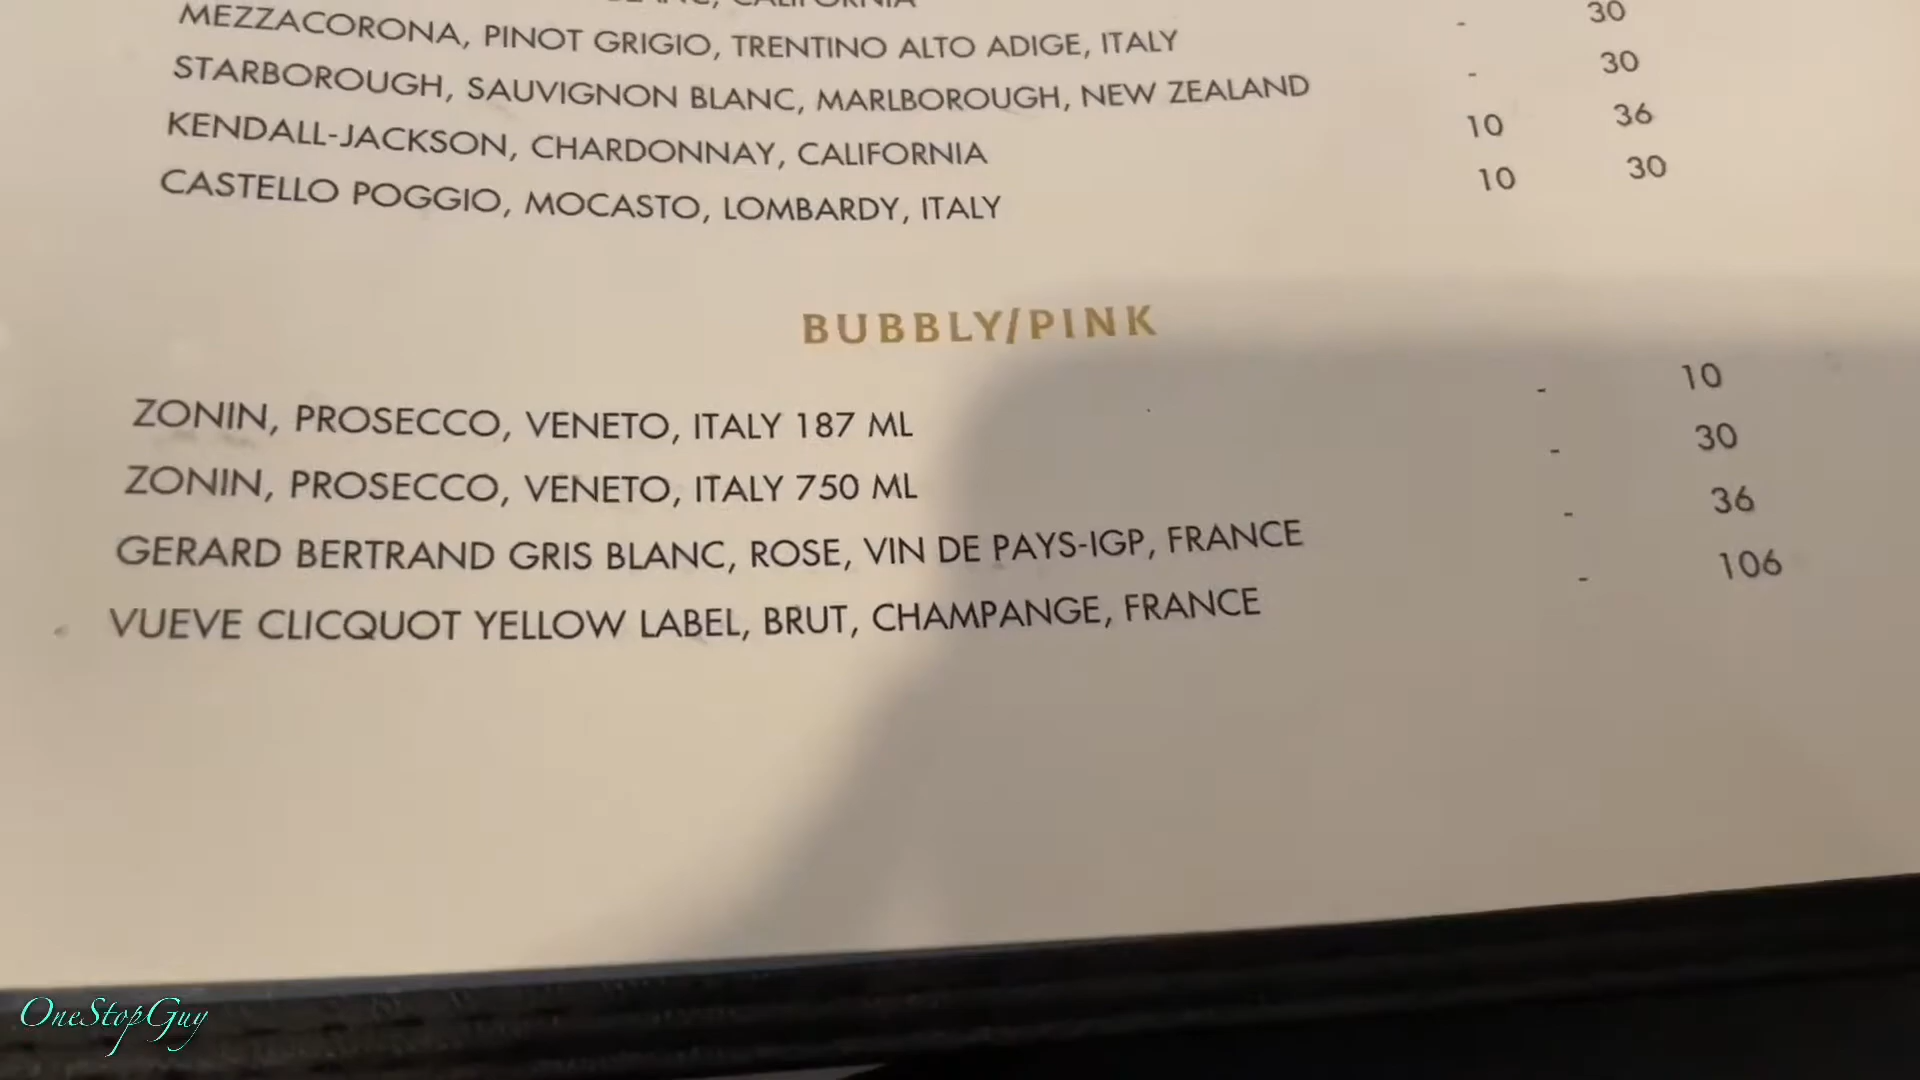 CALIFORNIA - 30
MEZZACORONA, PINOT GRIGIO, TRENTINO ALTO ADIGE, ITALY - 30
STARBOROUGH, SAUVIGNON BLANC, MARLBOROUGH, NEW ZEALAND 10 36
KENDALL-JACKSON, CHARDONNAY, CALIFORNIA 10 30
CASTELLO POGGIO, MOCASTO, LOMBARDY, ITALY
BUBBLY/PINK
ZONIN, PROSECCO, VENETO, ITALY 187 ML - 10
ZONIN, PROSECCO, VENETO, ITALY 750 ML - 30
GERARD BERTRAND GRIS BLANC, ROSE, VIN DE PAYS-IGP, FRANCE - 36
VUEVE CLICQUOT YELLOW LABEL, BRUT, CHAMPANGE, FRANCE - 106
OneStopGuy